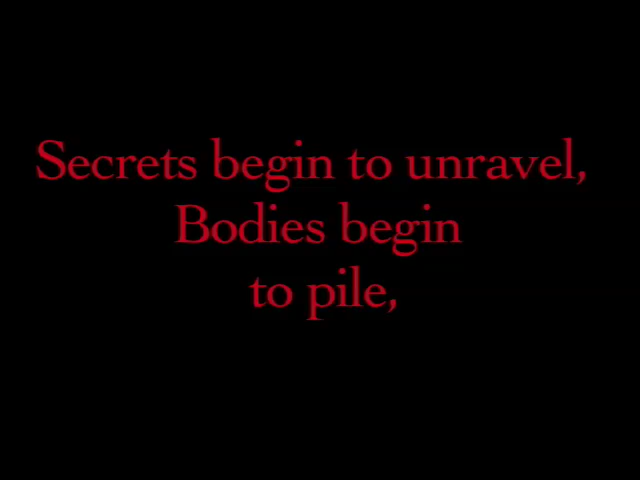 Secrets begin to unravel,
Bodies begin
to pile,